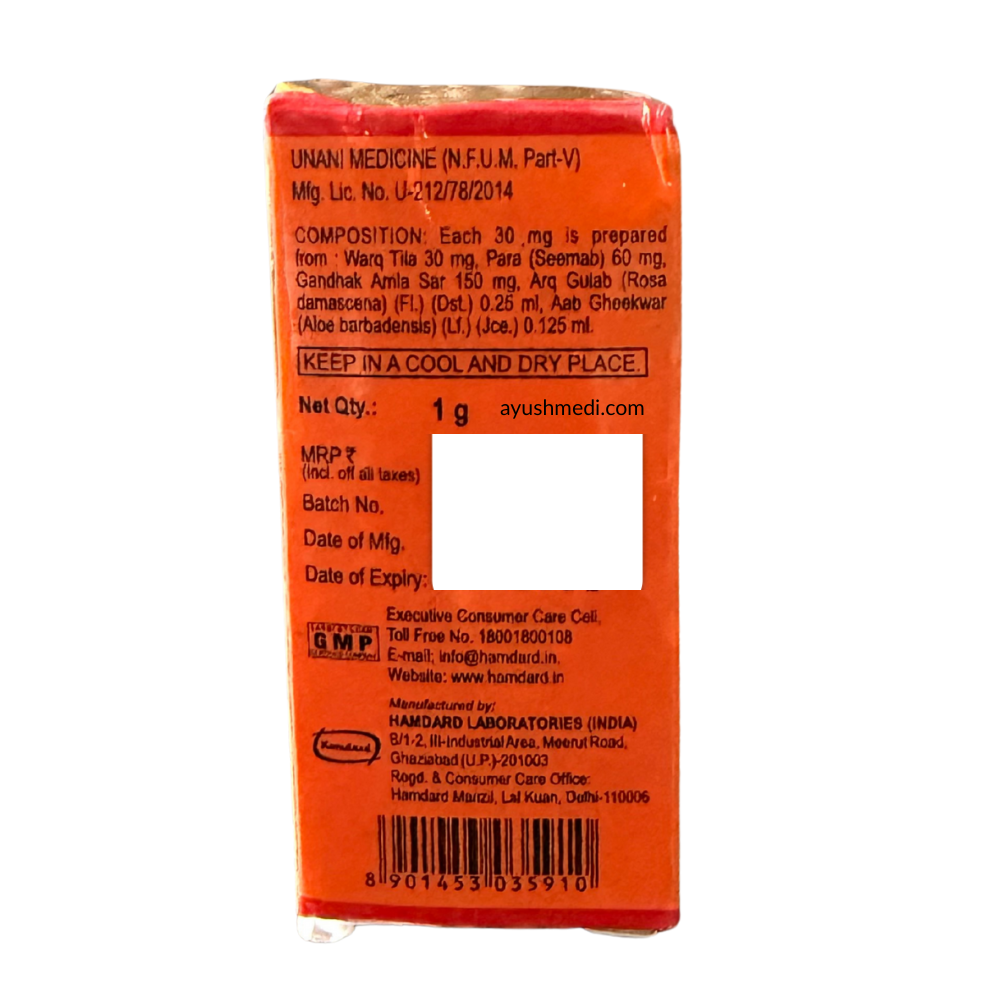 UNANI MEDICINE (N.F.U.M. Part-V)
Mfg. Lic. No. U-212/78/2014
COMPOSITION: Each 30 mg is prepared
from : Warq Tila 30 mg, Para (Seemab) 60 mg,
Gandhak Amla Sar 150 mg, Arq Gulab (Rosa
damascena) (Fl.) (Dst.) 0.25 ml, Aab Gheekwar
(Aloe barbadensis) (Lf.) (Jce.) 0.125 ml.
KEEP IN A COOL AND DRY PLACE.
Net Qty.: 1 g ayushmedi.com
MRP ₹
(incl. off all taxes)
Batch No.
Date of Mfg.
Date of Expiry:
Executive Consumer Care Cell,
Toll Free No. 18001800108
E-mail; info@hamdard.in.
Website: www.hamdard.in
GMP
Manufactured by:
HAMDARD LABORATORIES (INDIA)
B/1-2, III-Industrial Area, Meerut Road,
Ghaziabad (U.P.)-201003
Regd. & Consumer Care Office:
Hamdard Manzil, Lal Kuan, Delhi-110006
Hamdard
8 901453 035910